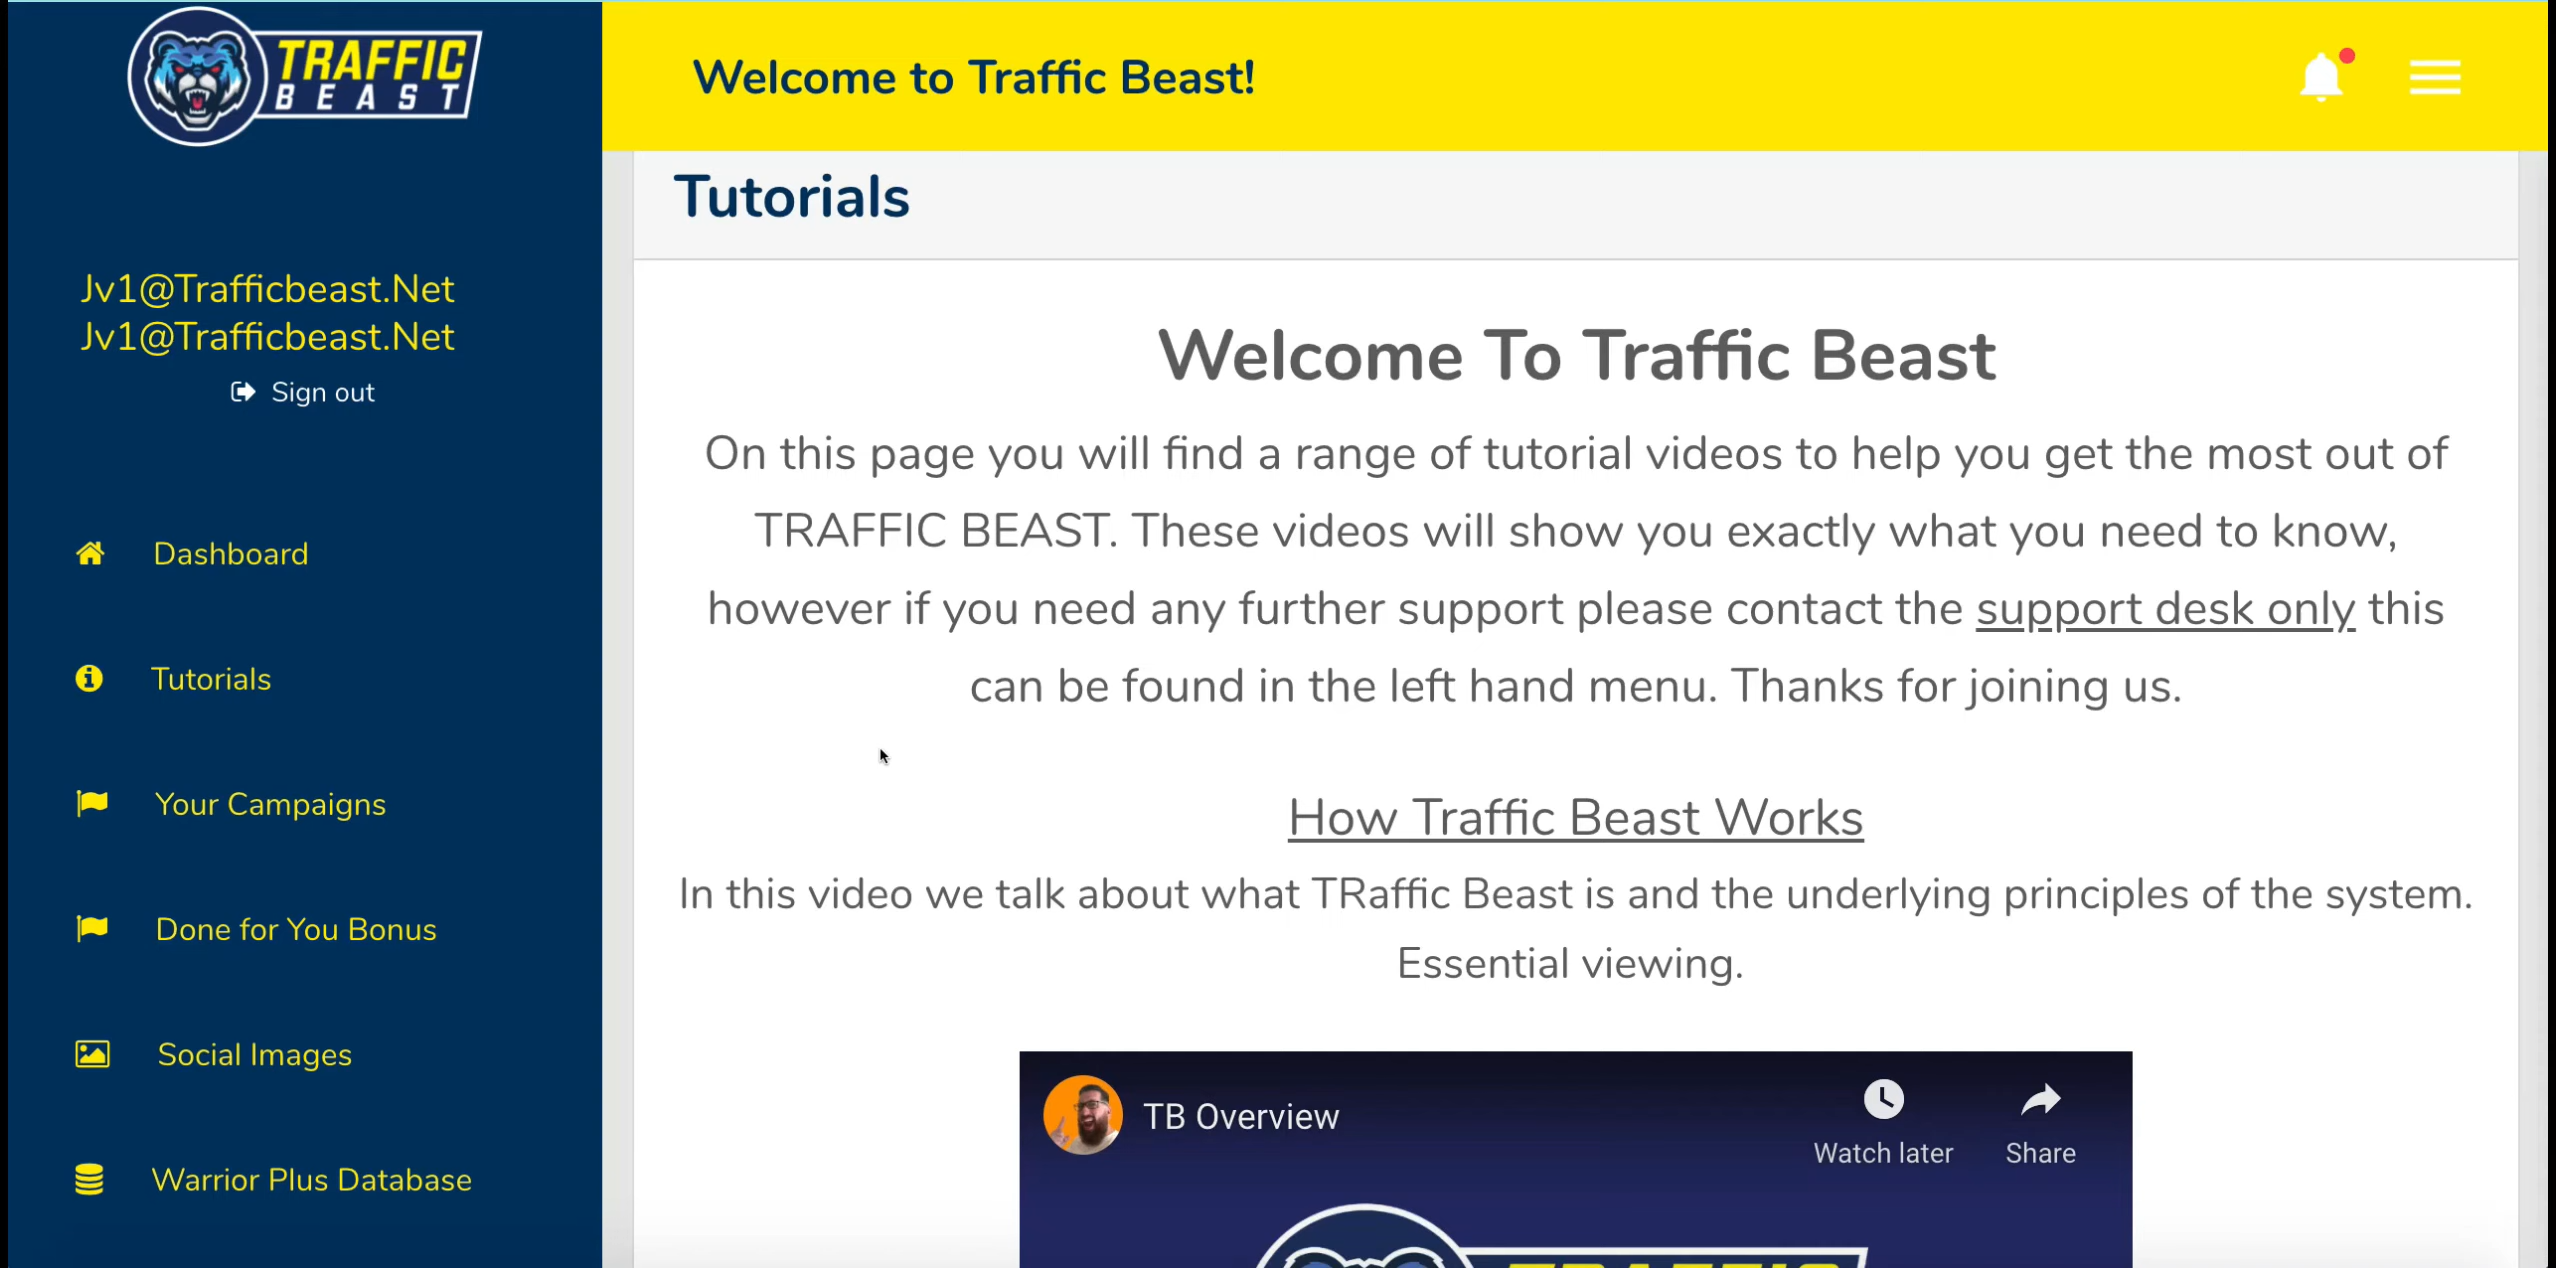 TRAFFIC
BEAST
Welcome to Traffic Beast!
Jv1@Trafficbeast.Net
Jv1@Trafficbeast.Net
Sign out
Dashboard
Tutorials
Your Campaigns
Done for You Bonus
Social Images
Warrior Plus Database
Tutorials
Welcome To Traffic Beast
On this page you will find a range of tutorial videos to help you get the most out of
TRAFFIC BEAST. These videos will show you exactly what you need to know,
however if you need any further support please contact the support desk only this
can be found in the left hand menu. Thanks for joining us.
How Traffic Beast Works
In this video we talk about what TRaffic Beast is and the underlying principles of the system.
Essential viewing.
TB Overview
Watch later
Share
TRAFFIC